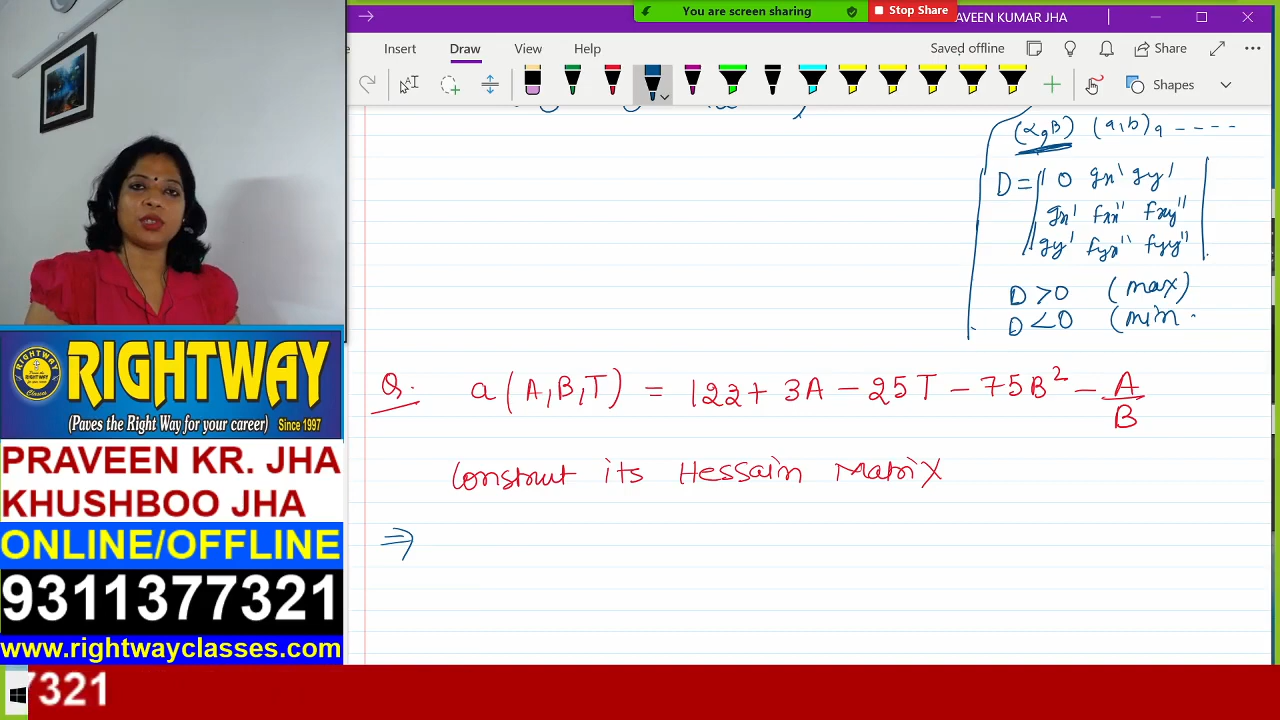 You are screen sharing
Stop Share
AVEEN KUMAR JHA
Insert Draw View Help
Saved offline
Share
Shapes
(α, β) (a,b), - - - -
D = | 0 gx' gy' |
gx' fxx'' fxy''
gy' fyx'' fyy''
D > 0 (max)
D < 0 (min.
Q. a(A,B,T) = 122 + 3A - 25T - 75B² - A/B
Construt its Hessain Matrix
⇒
RIGHTWAY
RIGHTWAY
(Paves the Right Way for your career) Since 1997
PRAVEEN KR. JHA
KHUSHBOO JHA
ONLINE/OFFLINE
9311377321
www.rightwayclasses.com
7321